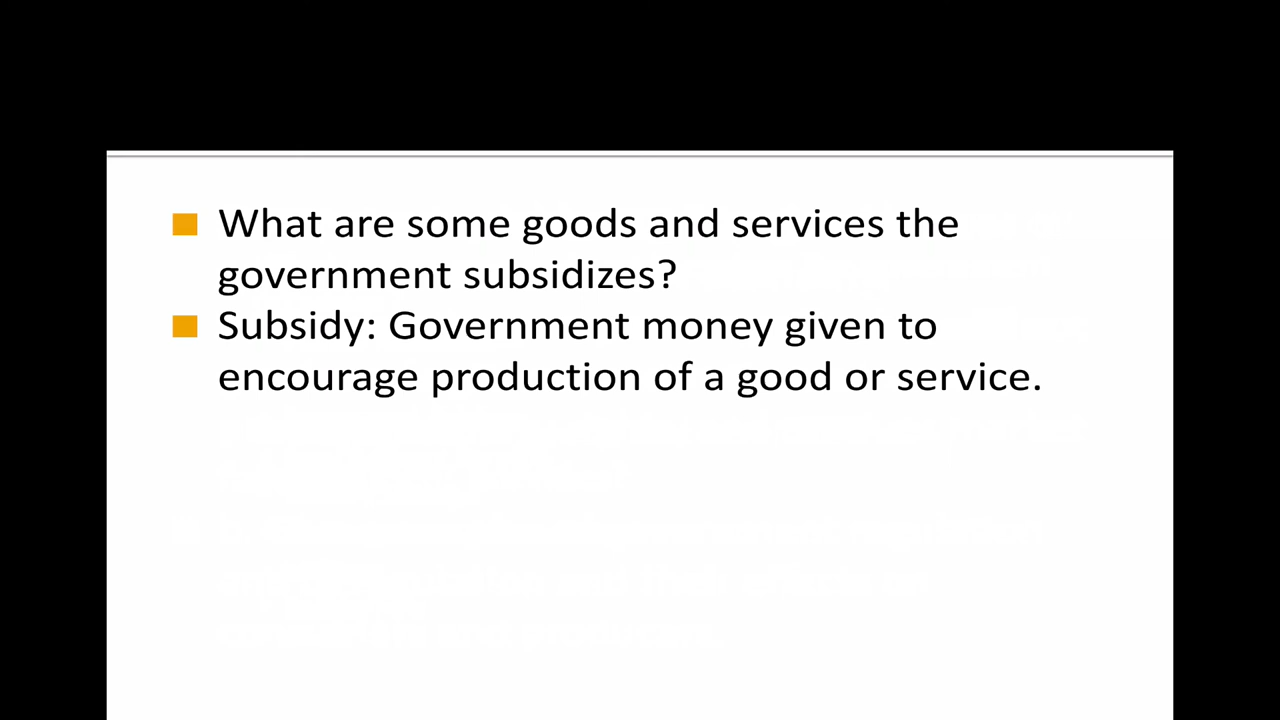 What are some goods and services the
government subsidizes?
Subsidy: Government money given to
encourage production of a good or service.